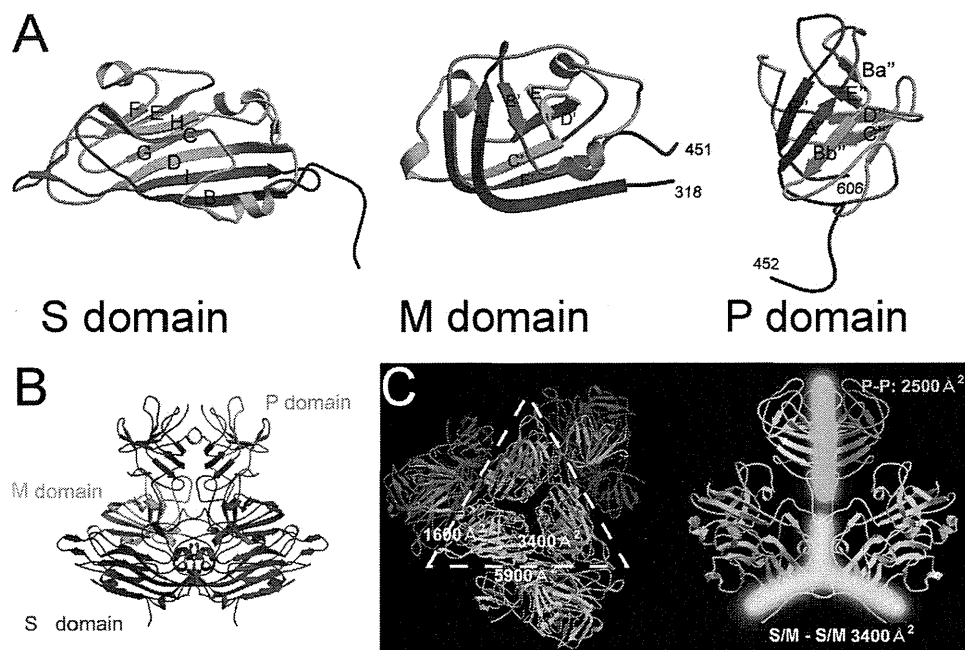 A
F E H C
G D I B
S domain
B' E' D'
C" F'
451
318
M domain
Ba"
E"
D"
C"
Bb"
606
452
P domain
B
P domain
M domain
S domain
C
1600 Å²
3400 Å²
5900 Å²
P-P: 2500 Å²
S/M - S/M 3400 Å²